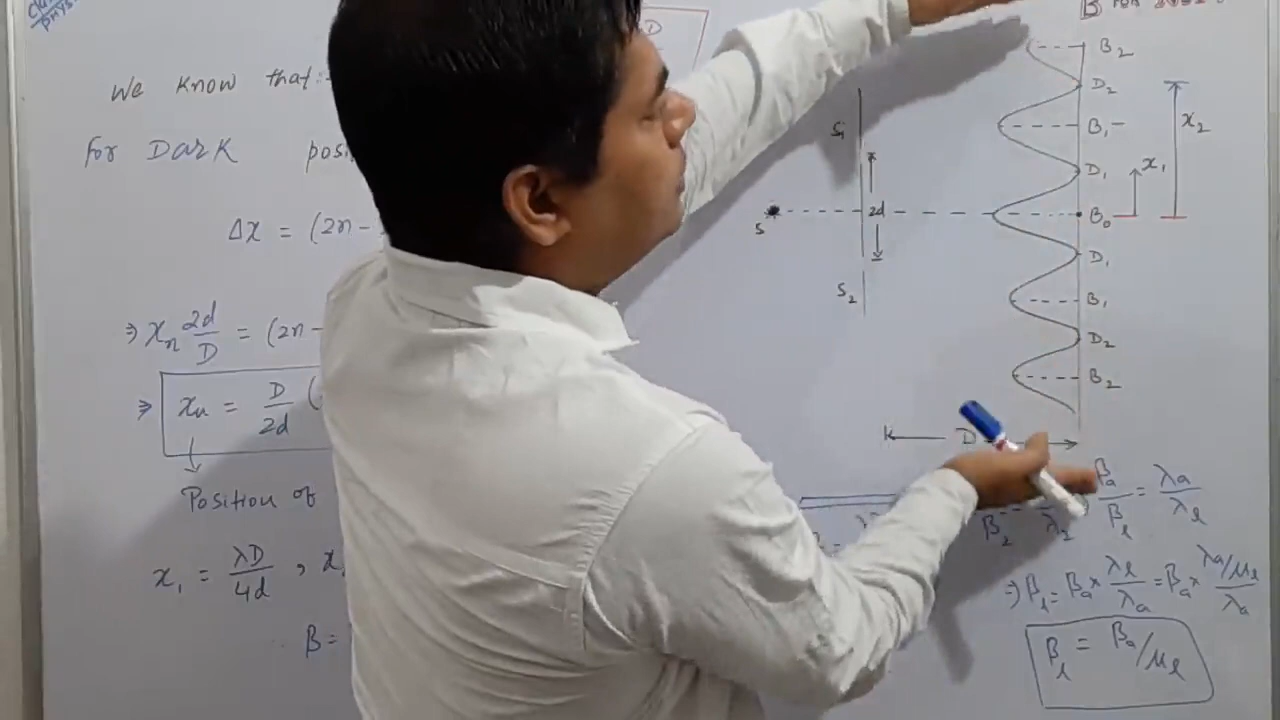 We know that:-
for DARK posi
Δx = (2n-
⇒ xn 2d/D = (2n-
⇒ xn = D/2d (
Position of
x1 = λD/4d , x
β =
D
β FOR
S
S1
2d
S2
B2
D2
B1
D1
B0
D1
B1
D2
B2
x1
x2
D
β2 λ2
βa/βl = λa/λl
⇒ βl = βa × λl/λa = βa × λa/μl/λa
βl = βa/μl